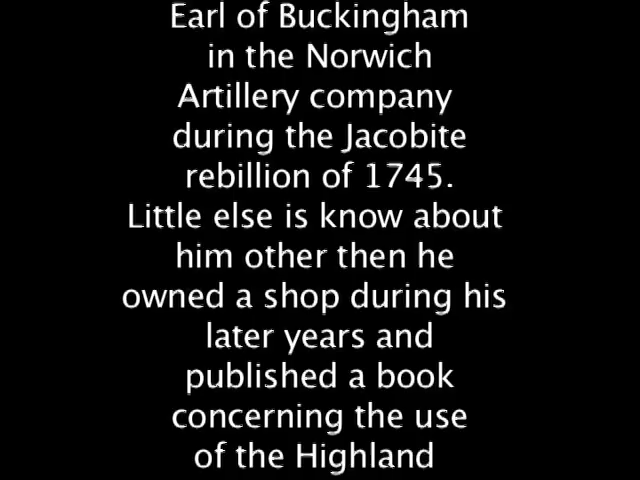 Earl of Buckingham
in the Norwich
Artillery company
during the Jacobite
rebillion of 1745.
Little else is know about
him other then he
owned a shop during his
later years and
published a book
concerning the use
of the Highland